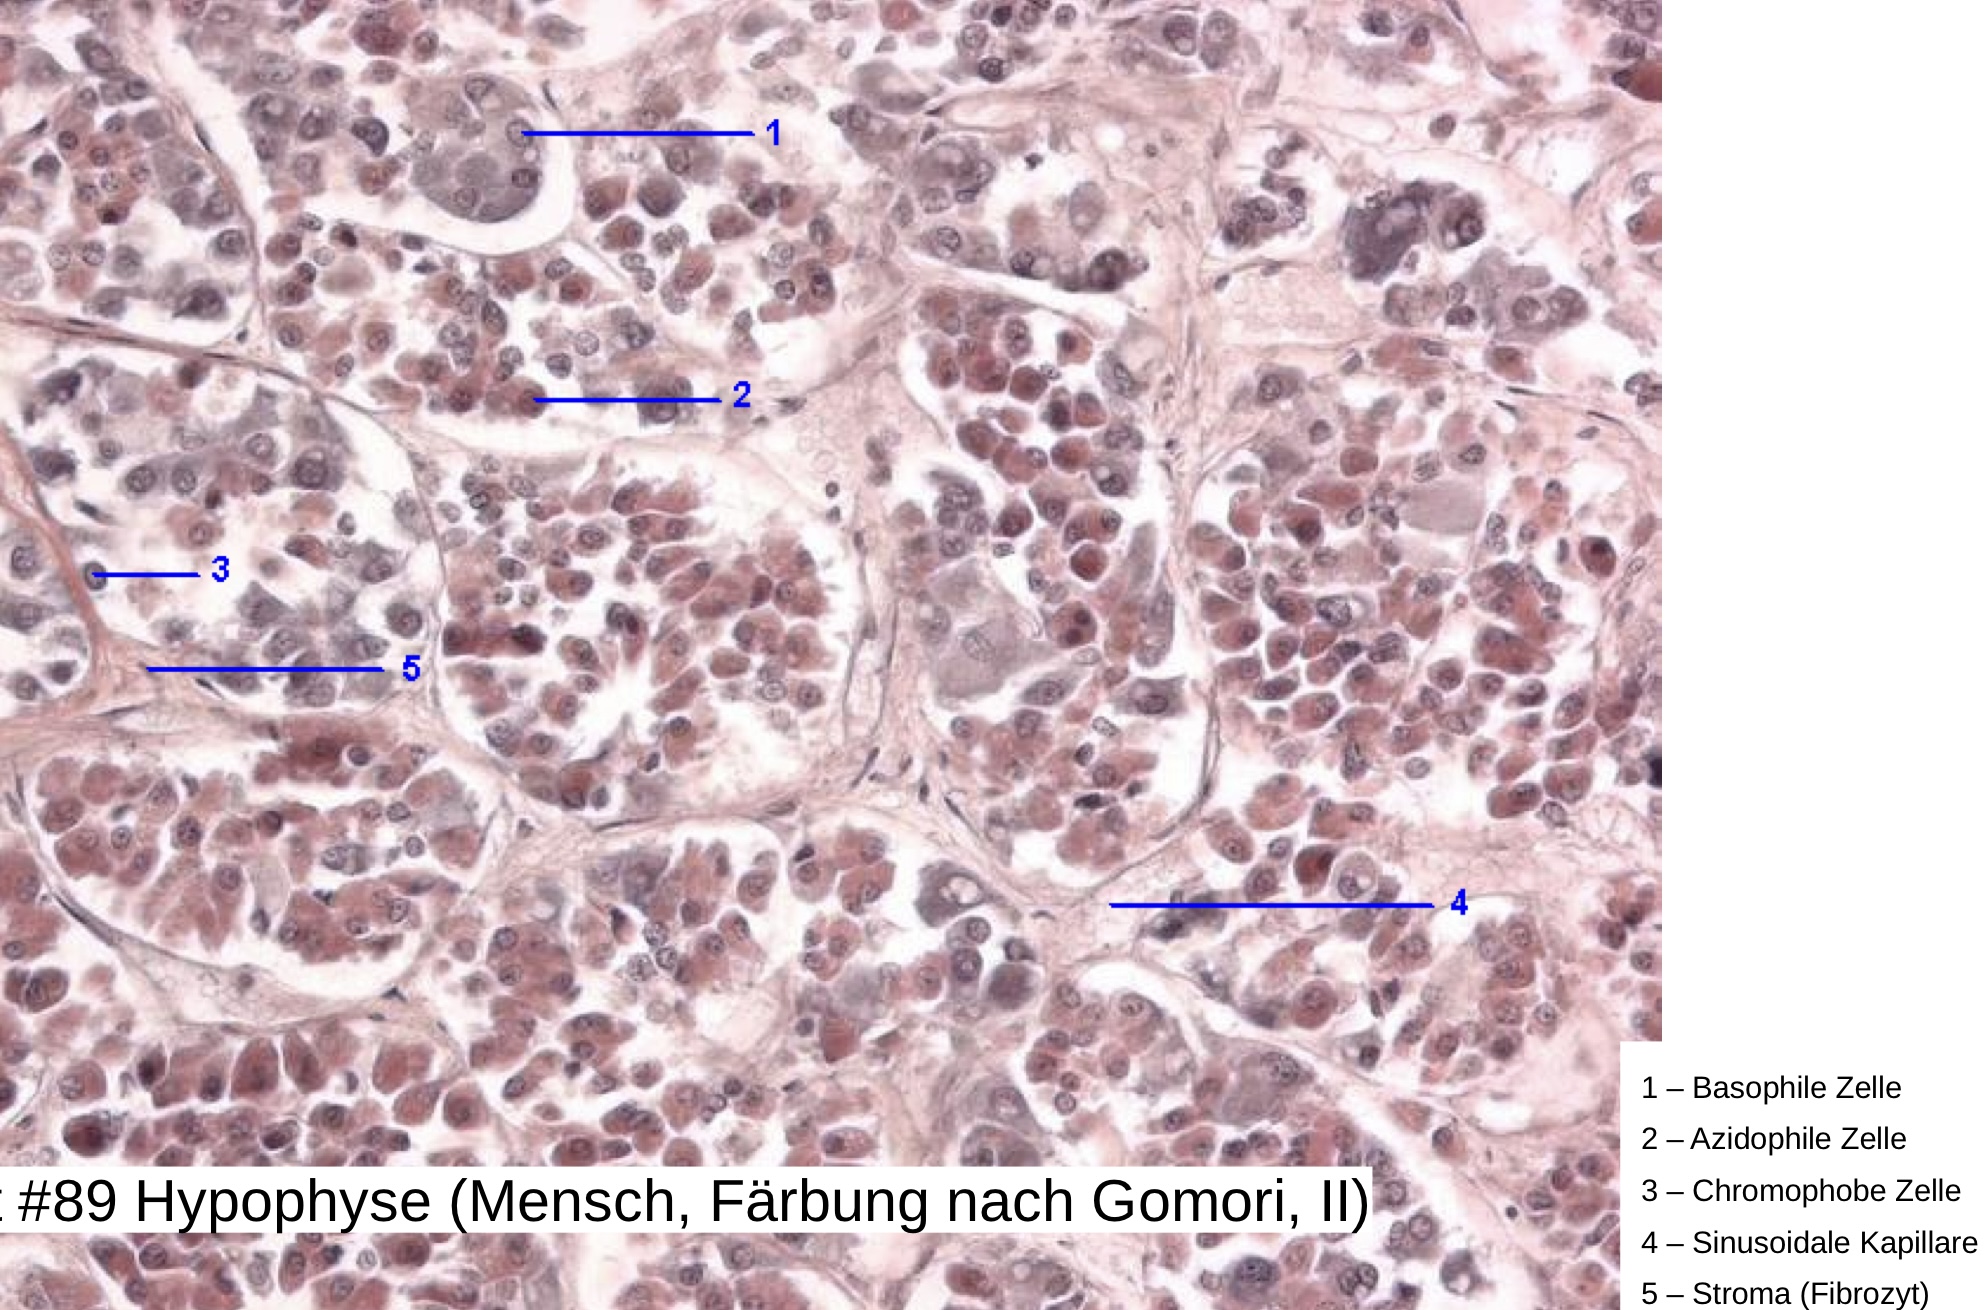 1
2
3
5
4
#89 Hypophyse (Mensch, Färbung nach Gomori, II)
1 – Basophile Zelle
2 – Azidophile Zelle
3 – Chromophobe Zelle
4 – Sinusoidale Kapillare
5 – Stroma (Fibrozyt)